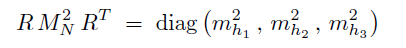 R M_N^2 R^T = diag ( m_{h_1}^2 , m_{h_2}^2 , m_{h_3}^2 )